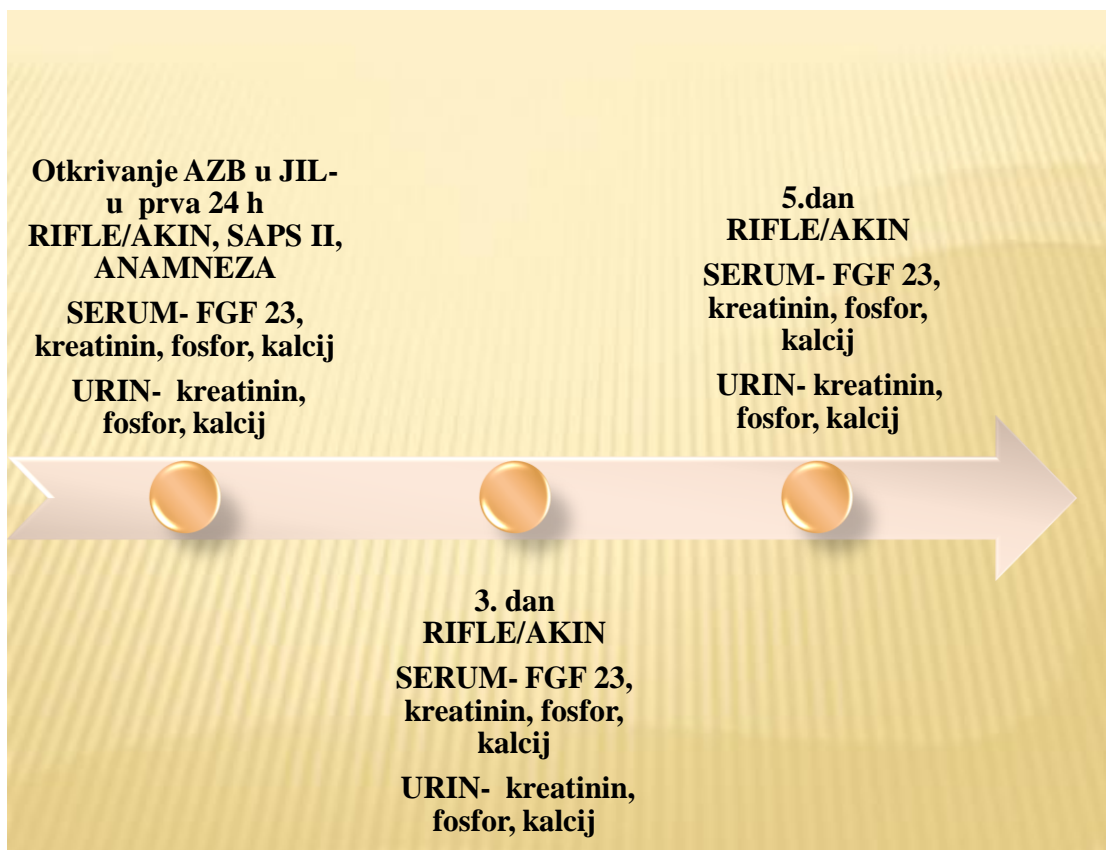 Otkrivanje AZB u JIL-
u prva 24 h
RIFLE/AKIN, SAPS II,
ANAMNEZA
SERUM- FGF 23,
kreatinin, fosfor, kalcij
URIN- kreatinin,
fosfor, kalcij
3. dan
RIFLE/AKIN
SERUM- FGF 23,
kreatinin, fosfor,
kalcij
URIN- kreatinin,
fosfor, kalcij
5.dan
RIFLE/AKIN
SERUM- FGF 23,
kreatinin, fosfor,
kalcij
URIN- kreatinin,
fosfor, kalcij